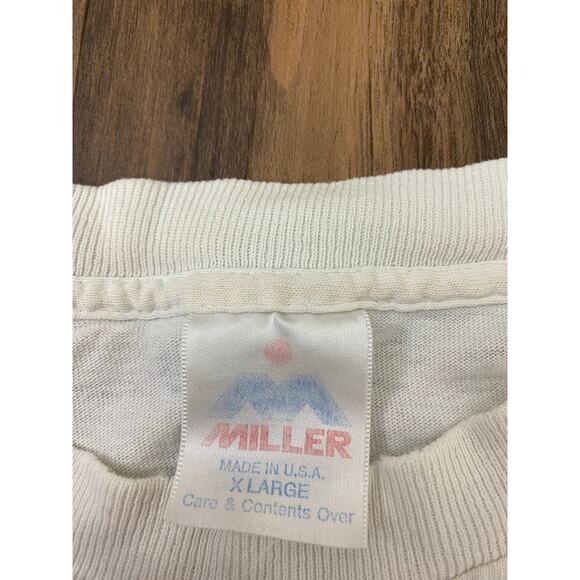 MILLER
MADE IN U.S.A.
X LARGE
Care & Contents Over